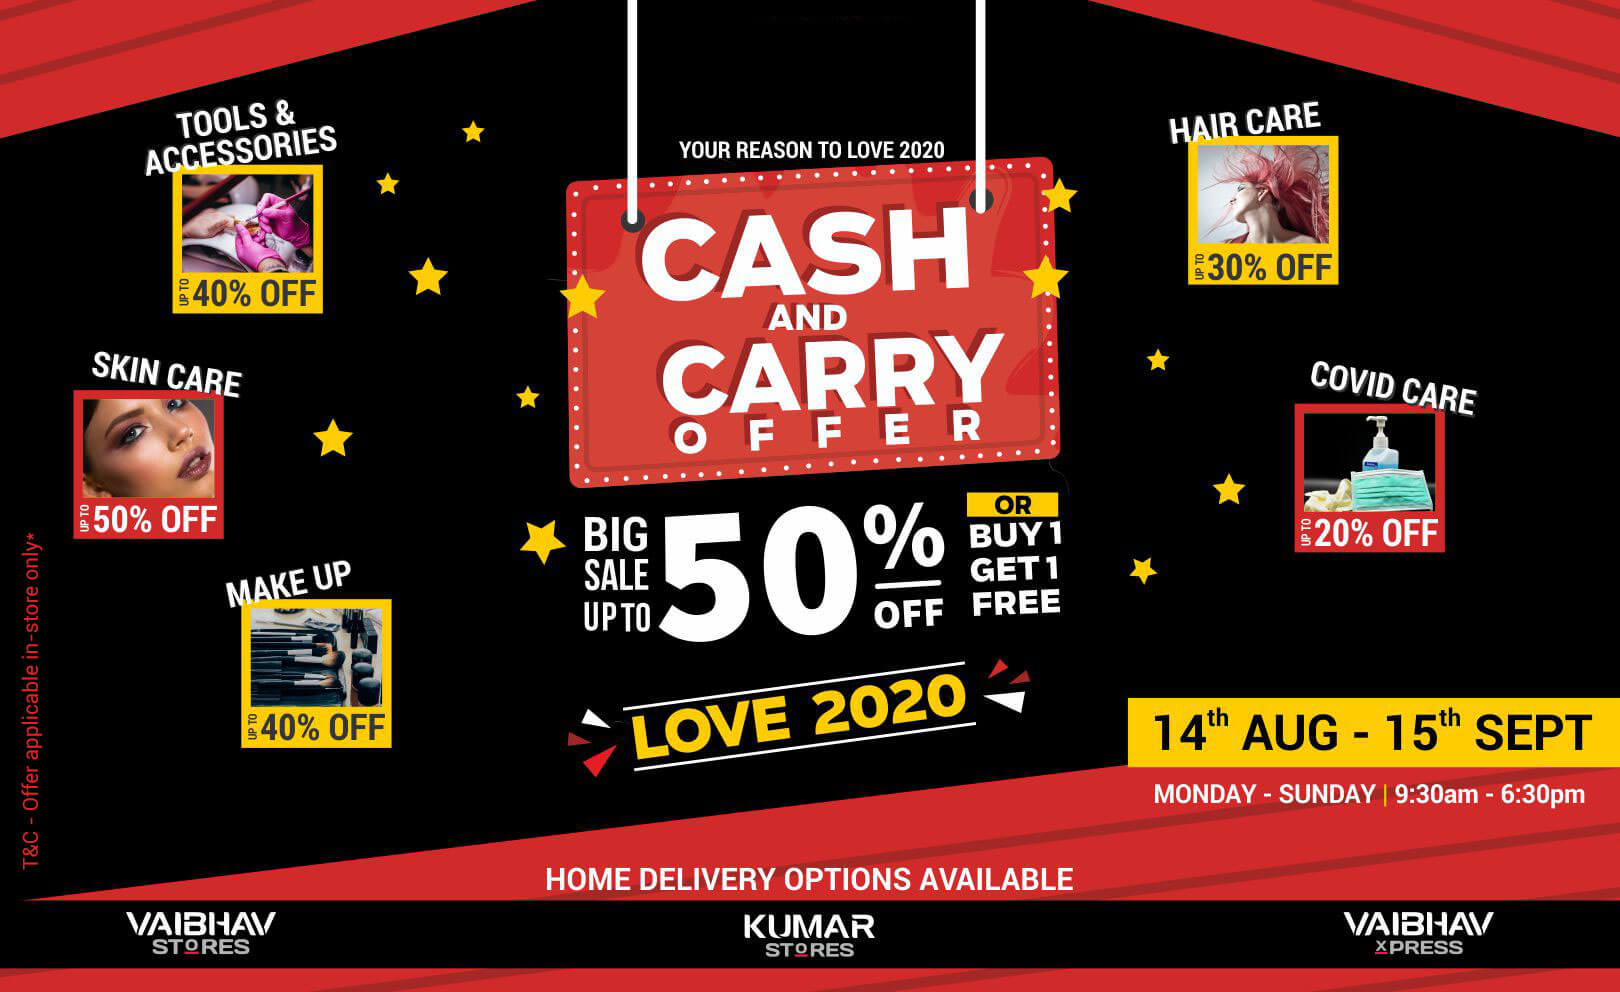 YOUR REASON TO LOVE 2020
CASH
AND
CARRY
OFFER
BIG
SALE
UP TO
50%
OFF
OR
BUY 1
GET 1
FREE
LOVE 2020
TOOLS &
ACCESSORIES
UP TO 40% OFF
SKIN CARE
UP TO 50% OFF
MAKE UP
UP TO 40% OFF
HAIR CARE
UP TO 30% OFF
COVID CARE
UP TO 20% OFF
14th AUG - 15th SEPT
MONDAY - SUNDAY | 9:30am - 6:30pm
T&C - Offer applicable in-store only*
HOME DELIVERY OPTIONS AVAILABLE
VAIBHAV
STORES
KUMAR
STORES
VAIBHAV
XPRESS